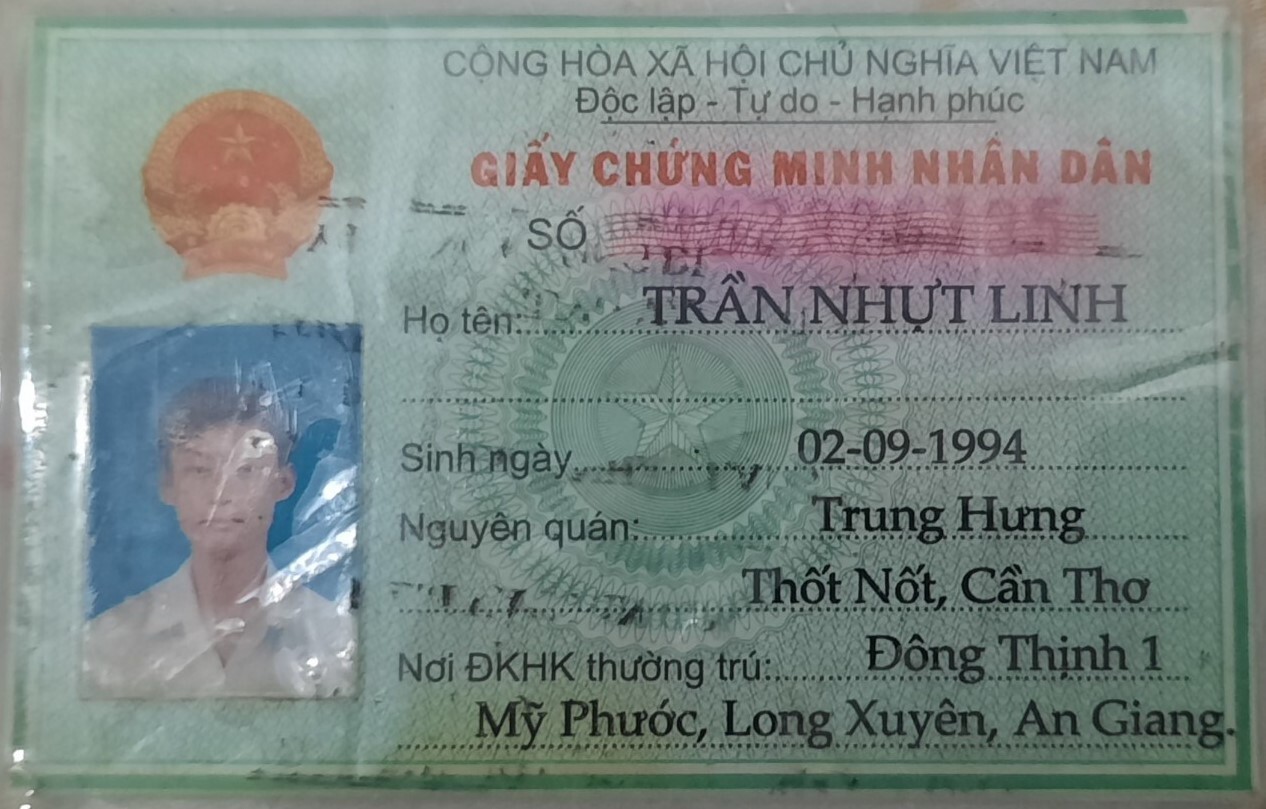 CỘNG HÒA XÃ HỘI CHỦ NGHĨA VIỆT NAM
Độc lập - Tự do - Hạnh phúc
GIẤY CHỨNG MINH NHÂN DÂN
SỐ
Họ tên: TRẦN NHỰT LINH
Sinh ngày 02-09-1994
Nguyên quán: Trung Hưng
Thốt Nốt, Cần Thơ
Nơi ĐKHK thường trú: Đông Thịnh 1
Mỹ Phước, Long Xuyên, An Giang.